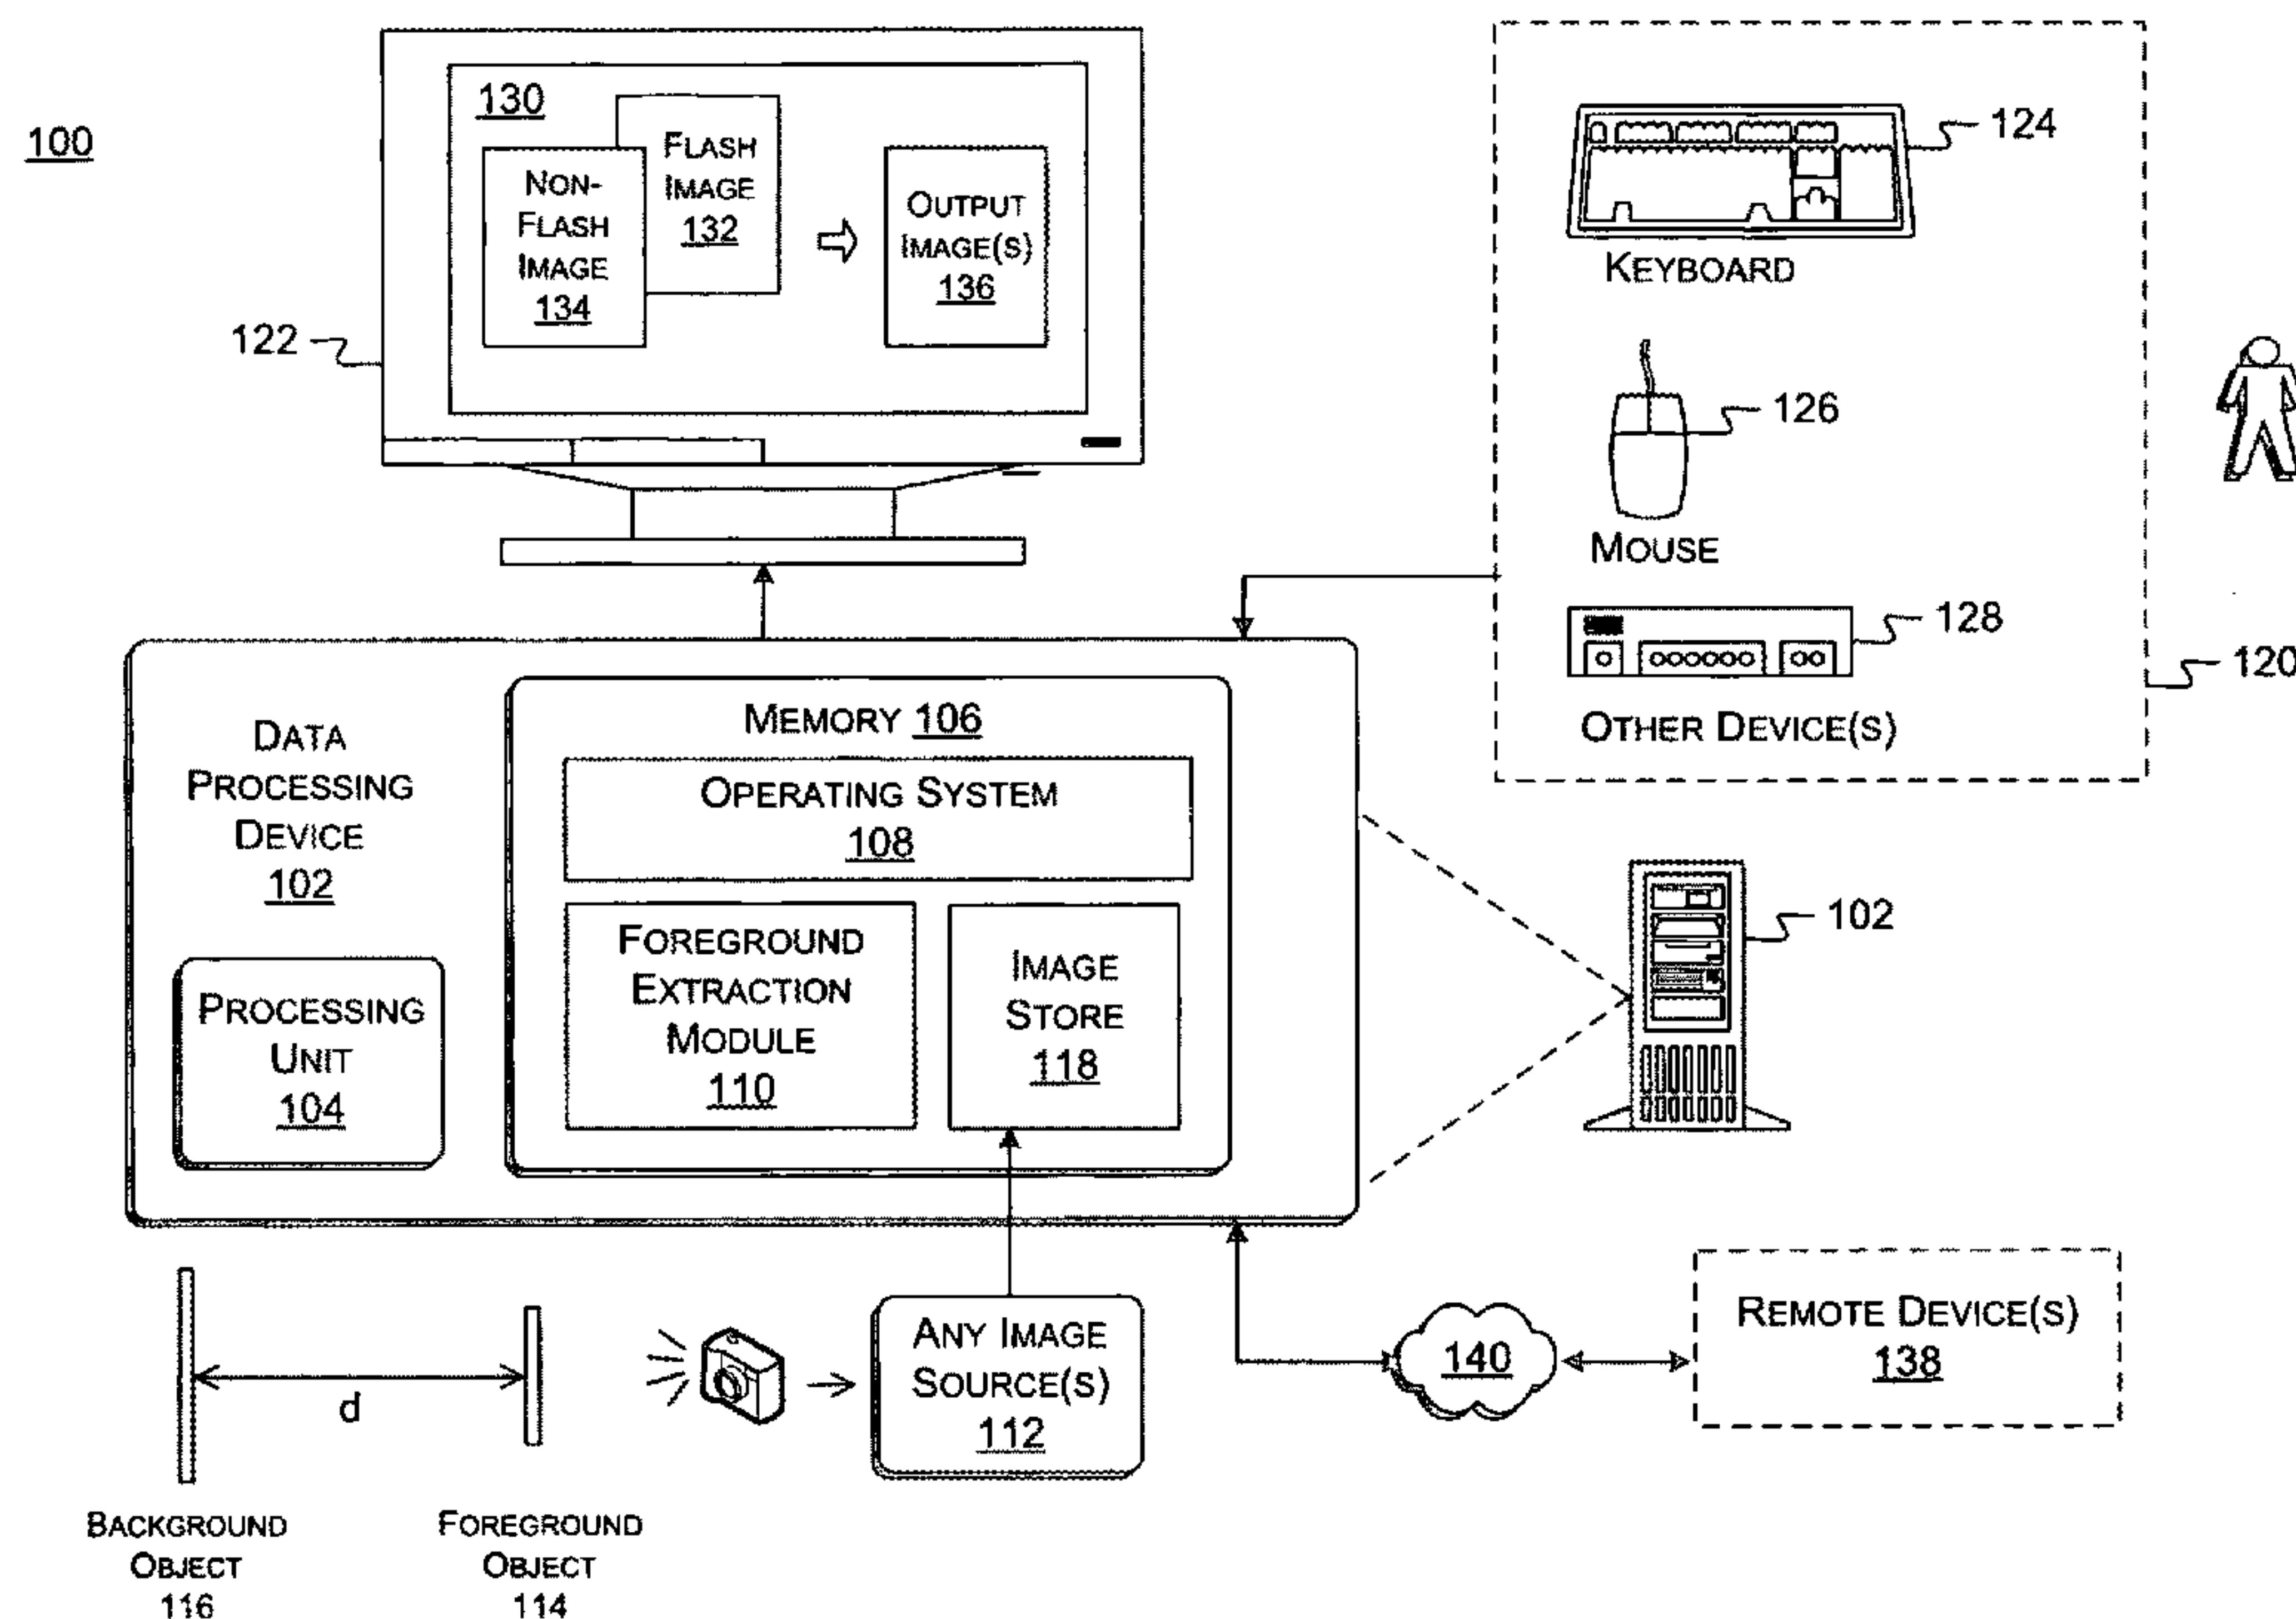 100
130
FLASH
IMAGE
132
NON-
FLASH
IMAGE
134
OUTPUT
IMAGE(S)
136
122
124
KEYBOARD
126
MOUSE
128
OTHER DEVICE(S)
120
DATA
PROCESSING
DEVICE
102
PROCESSING
UNIT
104
MEMORY 106
OPERATING SYSTEM
108
FOREGROUND
EXTRACTION
MODULE
110
IMAGE
STORE
118
102
d
BACKGROUND
OBJECT
116
FOREGROUND
OBJECT
114
ANY IMAGE
SOURCE(S)
112
140
REMOTE DEVICE(S)
138